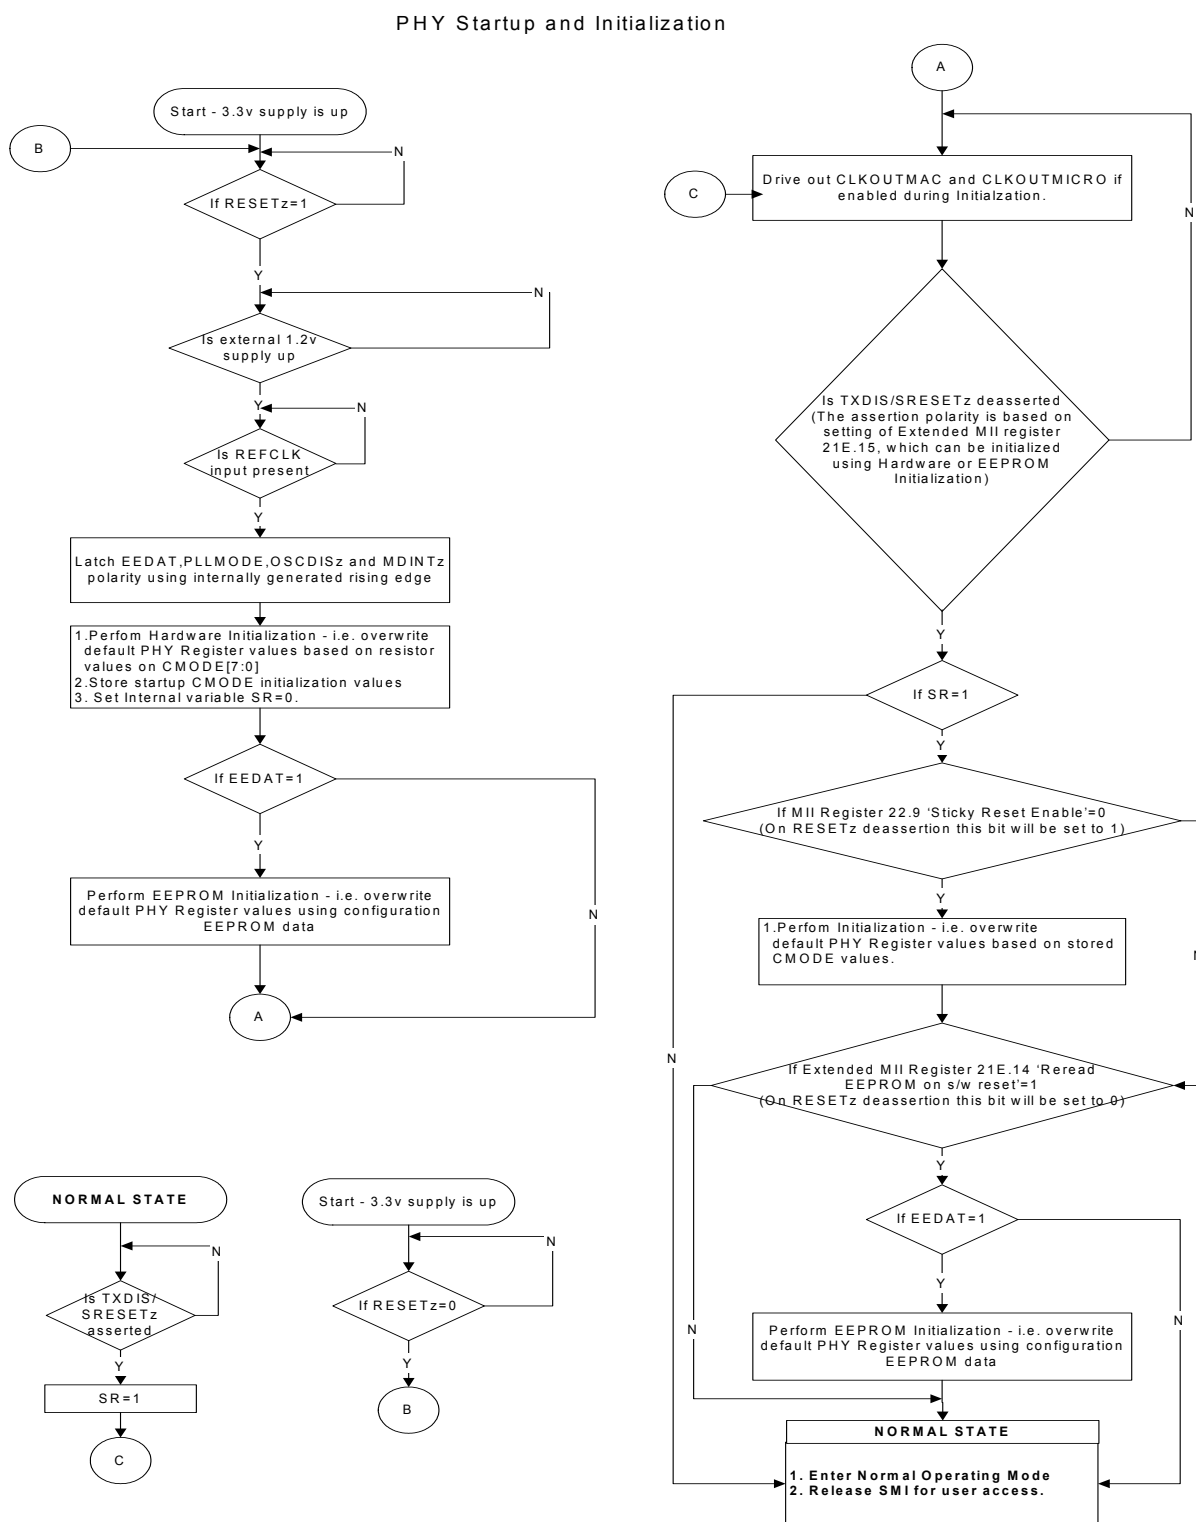 PHY Startup and Initialization
Start - 3.3v supply is up
B
N
If RESETz=1
Y
N
Is external 1.2v
supply up
Y
N
Is REFCLK
input present
Y
Latch EEDAT,PLLMODE,OSCDISz and MDINTz
polarity using internally generated rising edge
1.Perfom Hardware Initialization - i.e. overwrite
default PHY Register values based on resistor
values on CMODE[7:0]
2.Store startup CMODE initialization values
3. Set Internal variable SR=0.
If EEDAT=1
Y
N
Perform EEPROM Initialization - i.e. overwrite
default PHY Register values using configuration
EEPROM data
A
NORMAL STATE
N
Is TXDIS/
SRESETz
asserted
Y
SR=1
C
Start - 3.3v supply is up
N
If RESETz=0
Y
B
A
C
Drive out CLKOUTMAC and CLKOUTMICRO if
enabled during Initialzation.
N
Is TXDIS/SRESETz deasserted
(The assertion polarity is based on
setting of Extended MII register
21E.15, which can be initialized
using Hardware or EEPROM
Initialization)
Y
If SR=1
Y
If MII Register 22.9 ‘Sticky Reset Enable’=0
(On RESETz deassertion this bit will be set to 1)
Y
1.Perfom Initialization - i.e. overwrite
default PHY Register values based on stored
CMODE values.
N
N
If Extended MII Register 21E.14 ‘Reread
EEPROM on s/w reset’=1
(On RESETz deassertion this bit will be set to 0)
Y
If EEDAT=1
Y
N
N
Perform EEPROM Initialization - i.e. overwrite
default PHY Register values using configuration
EEPROM data
NORMAL STATE
1. Enter Normal Operating Mode
2. Release SMI for user access.